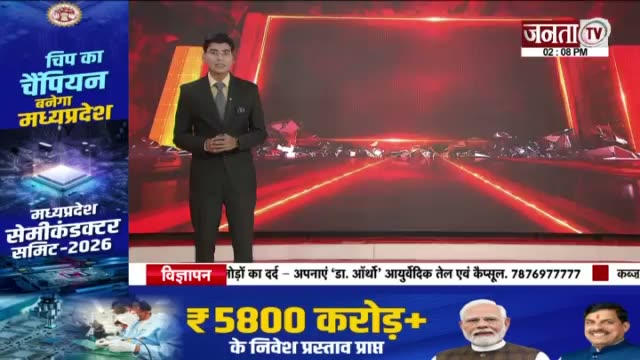 चिप का
चैंपियन
बनेगा
मध्यप्रदेश
मध्यप्रदेश
सेमीकंडक्टर
समिट-2026
जनता TV
02:08 PM
विज्ञापन
जोड़ों का दर्द – अपनाएं 'डा. ऑर्थो' आयुर्वेदिक तेल एवं कैप्सूल. 7876977777
कब्ज
₹ 5800 करोड़+
के निवेश प्रस्ताव प्राप्त